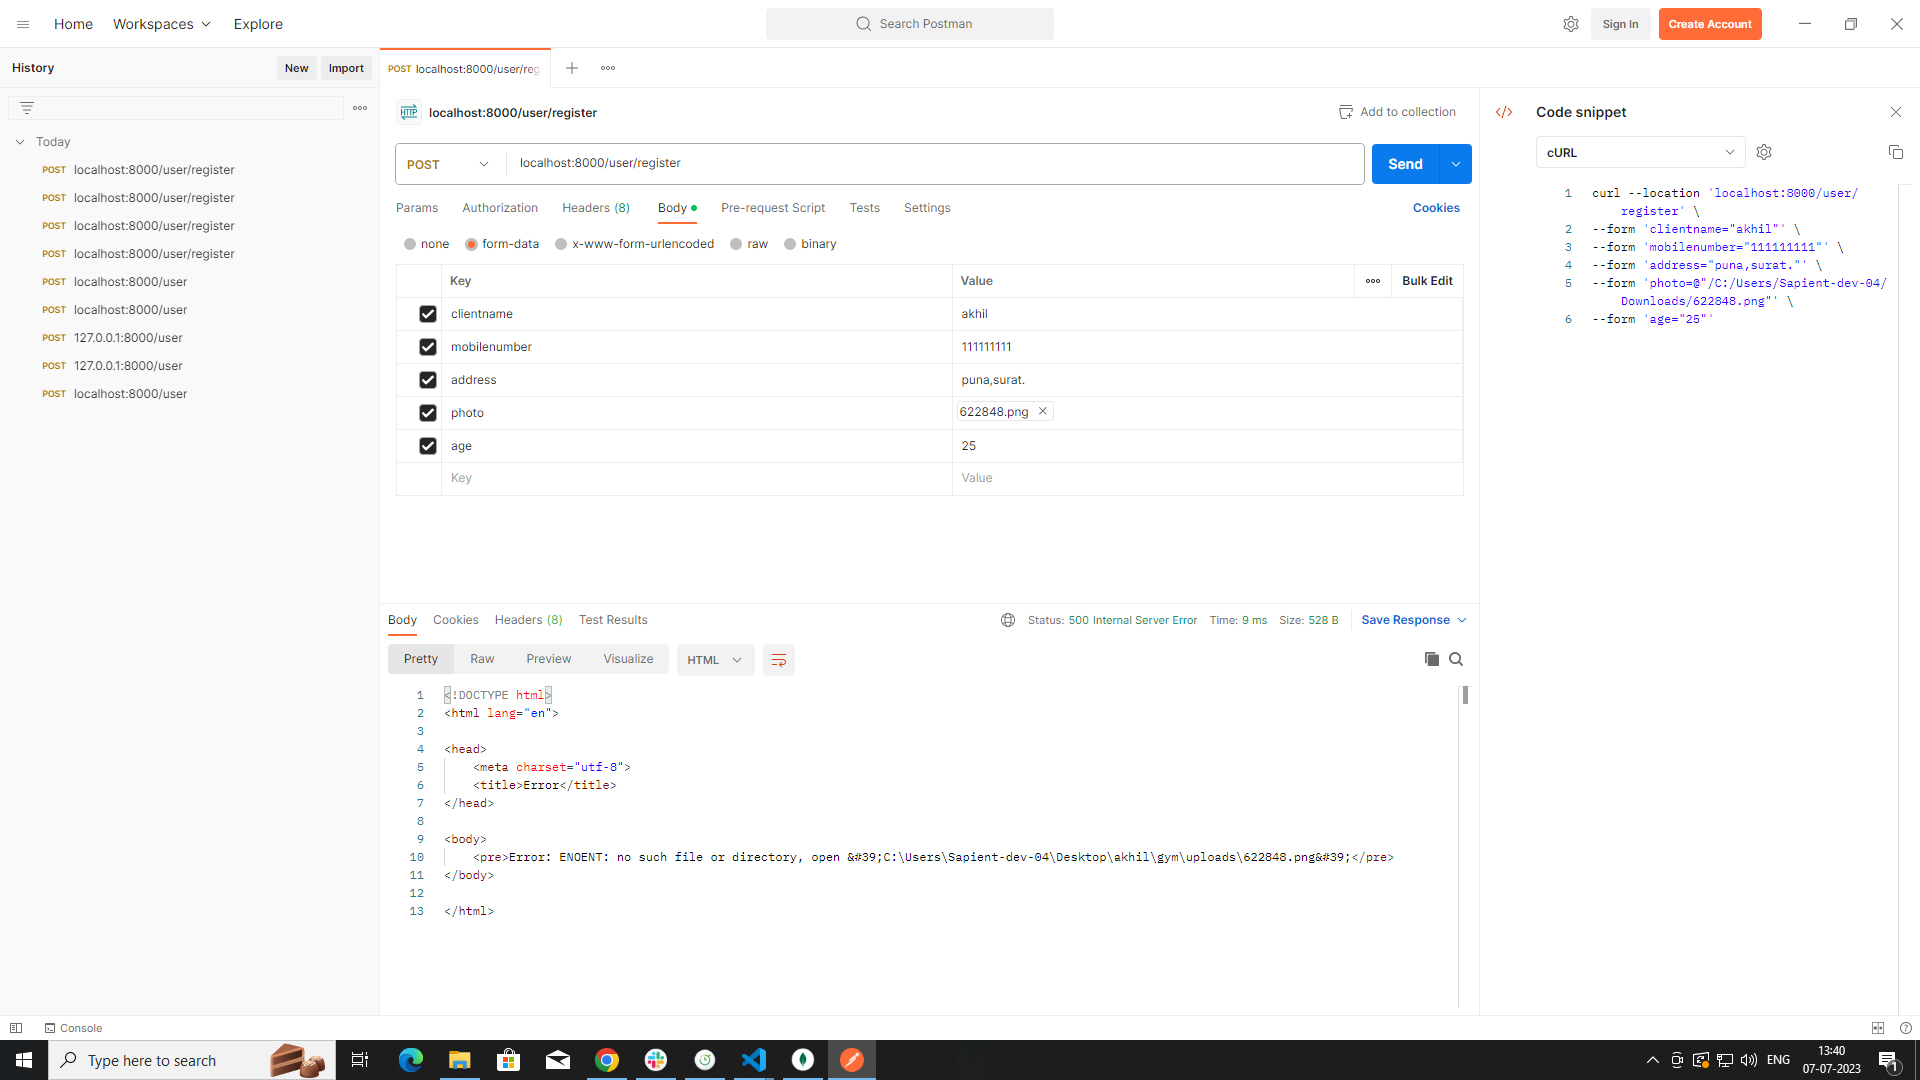 Home
Workspaces
Explore
Search Postman
Sign In
Create Account
History
New
Import
POST localhost:8000/user/reg
Today
POST localhost:8000/user/register
POST localhost:8000/user/register
POST localhost:8000/user/register
POST localhost:8000/user/register
POST localhost:8000/user
POST localhost:8000/user
POST 127.0.0.1:8000/user
POST 127.0.0.1:8000/user
POST localhost:8000/user
HTTP localhost:8000/user/register
Add to collection
POST
localhost:8000/user/register
Send
Params
Authorization
Headers (8)
Body
Pre-request Script
Tests
Settings
Cookies
none
form-data
x-www-form-urlencoded
raw
binary
Key
Value
Bulk Edit
clientname
akhil
mobilenumber
111111111
address
puna,surat.
photo
622848.png
age
25
Key
Value
Body
Cookies
Headers (8)
Test Results
Status: 500 Internal Server Error
Time: 9 ms
Size: 528 B
Save Response
Pretty
Raw
Preview
Visualize
HTML
1 <!DOCTYPE html>
2 <html lang="en">
3
4 <head>
5 <meta charset="utf-8">
6 <title>Error</title>
7 </head>
8
9 <body>
10 <pre>Error: ENOENT: no such file or directory, open &#39;C:\Users\Sapient-dev-04\Desktop\akhil\gym\uploads\622848.png&#39;</pre>
11 </body>
12
13 </html>
</> Code snippet
cURL
1 curl --location 'localhost:8000/user/
register' \
2 --form 'clientname="akhil"' \
3 --form 'mobilenumber="111111111"' \
4 --form 'address="puna,surat."' \
5 --form 'photo=@"/C:/Users/Sapient-dev-04/
Downloads/622848.png"' \
6 --form 'age="25"'
Console
Type here to search
ENG
13:40
07-07-2023
1